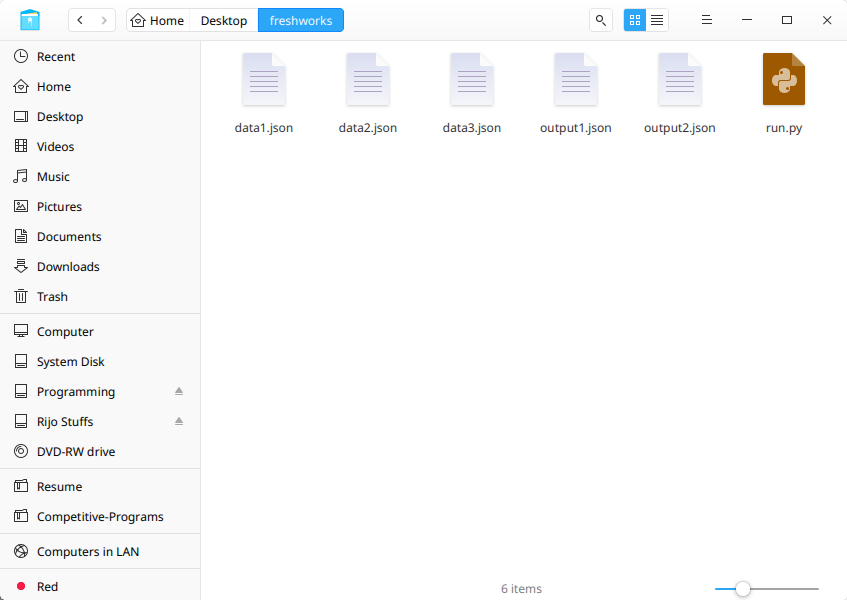 Home Desktop freshworks
Recent
Home
Desktop
Videos
Music
Pictures
Documents
Downloads
Trash
Computer
System Disk
Programming
Rijo Stuffs
DVD-RW drive
Resume
Competitive-Programs
Computers in LAN
Red
data1.json data2.json data3.json output1.json output2.json run.py
6 items